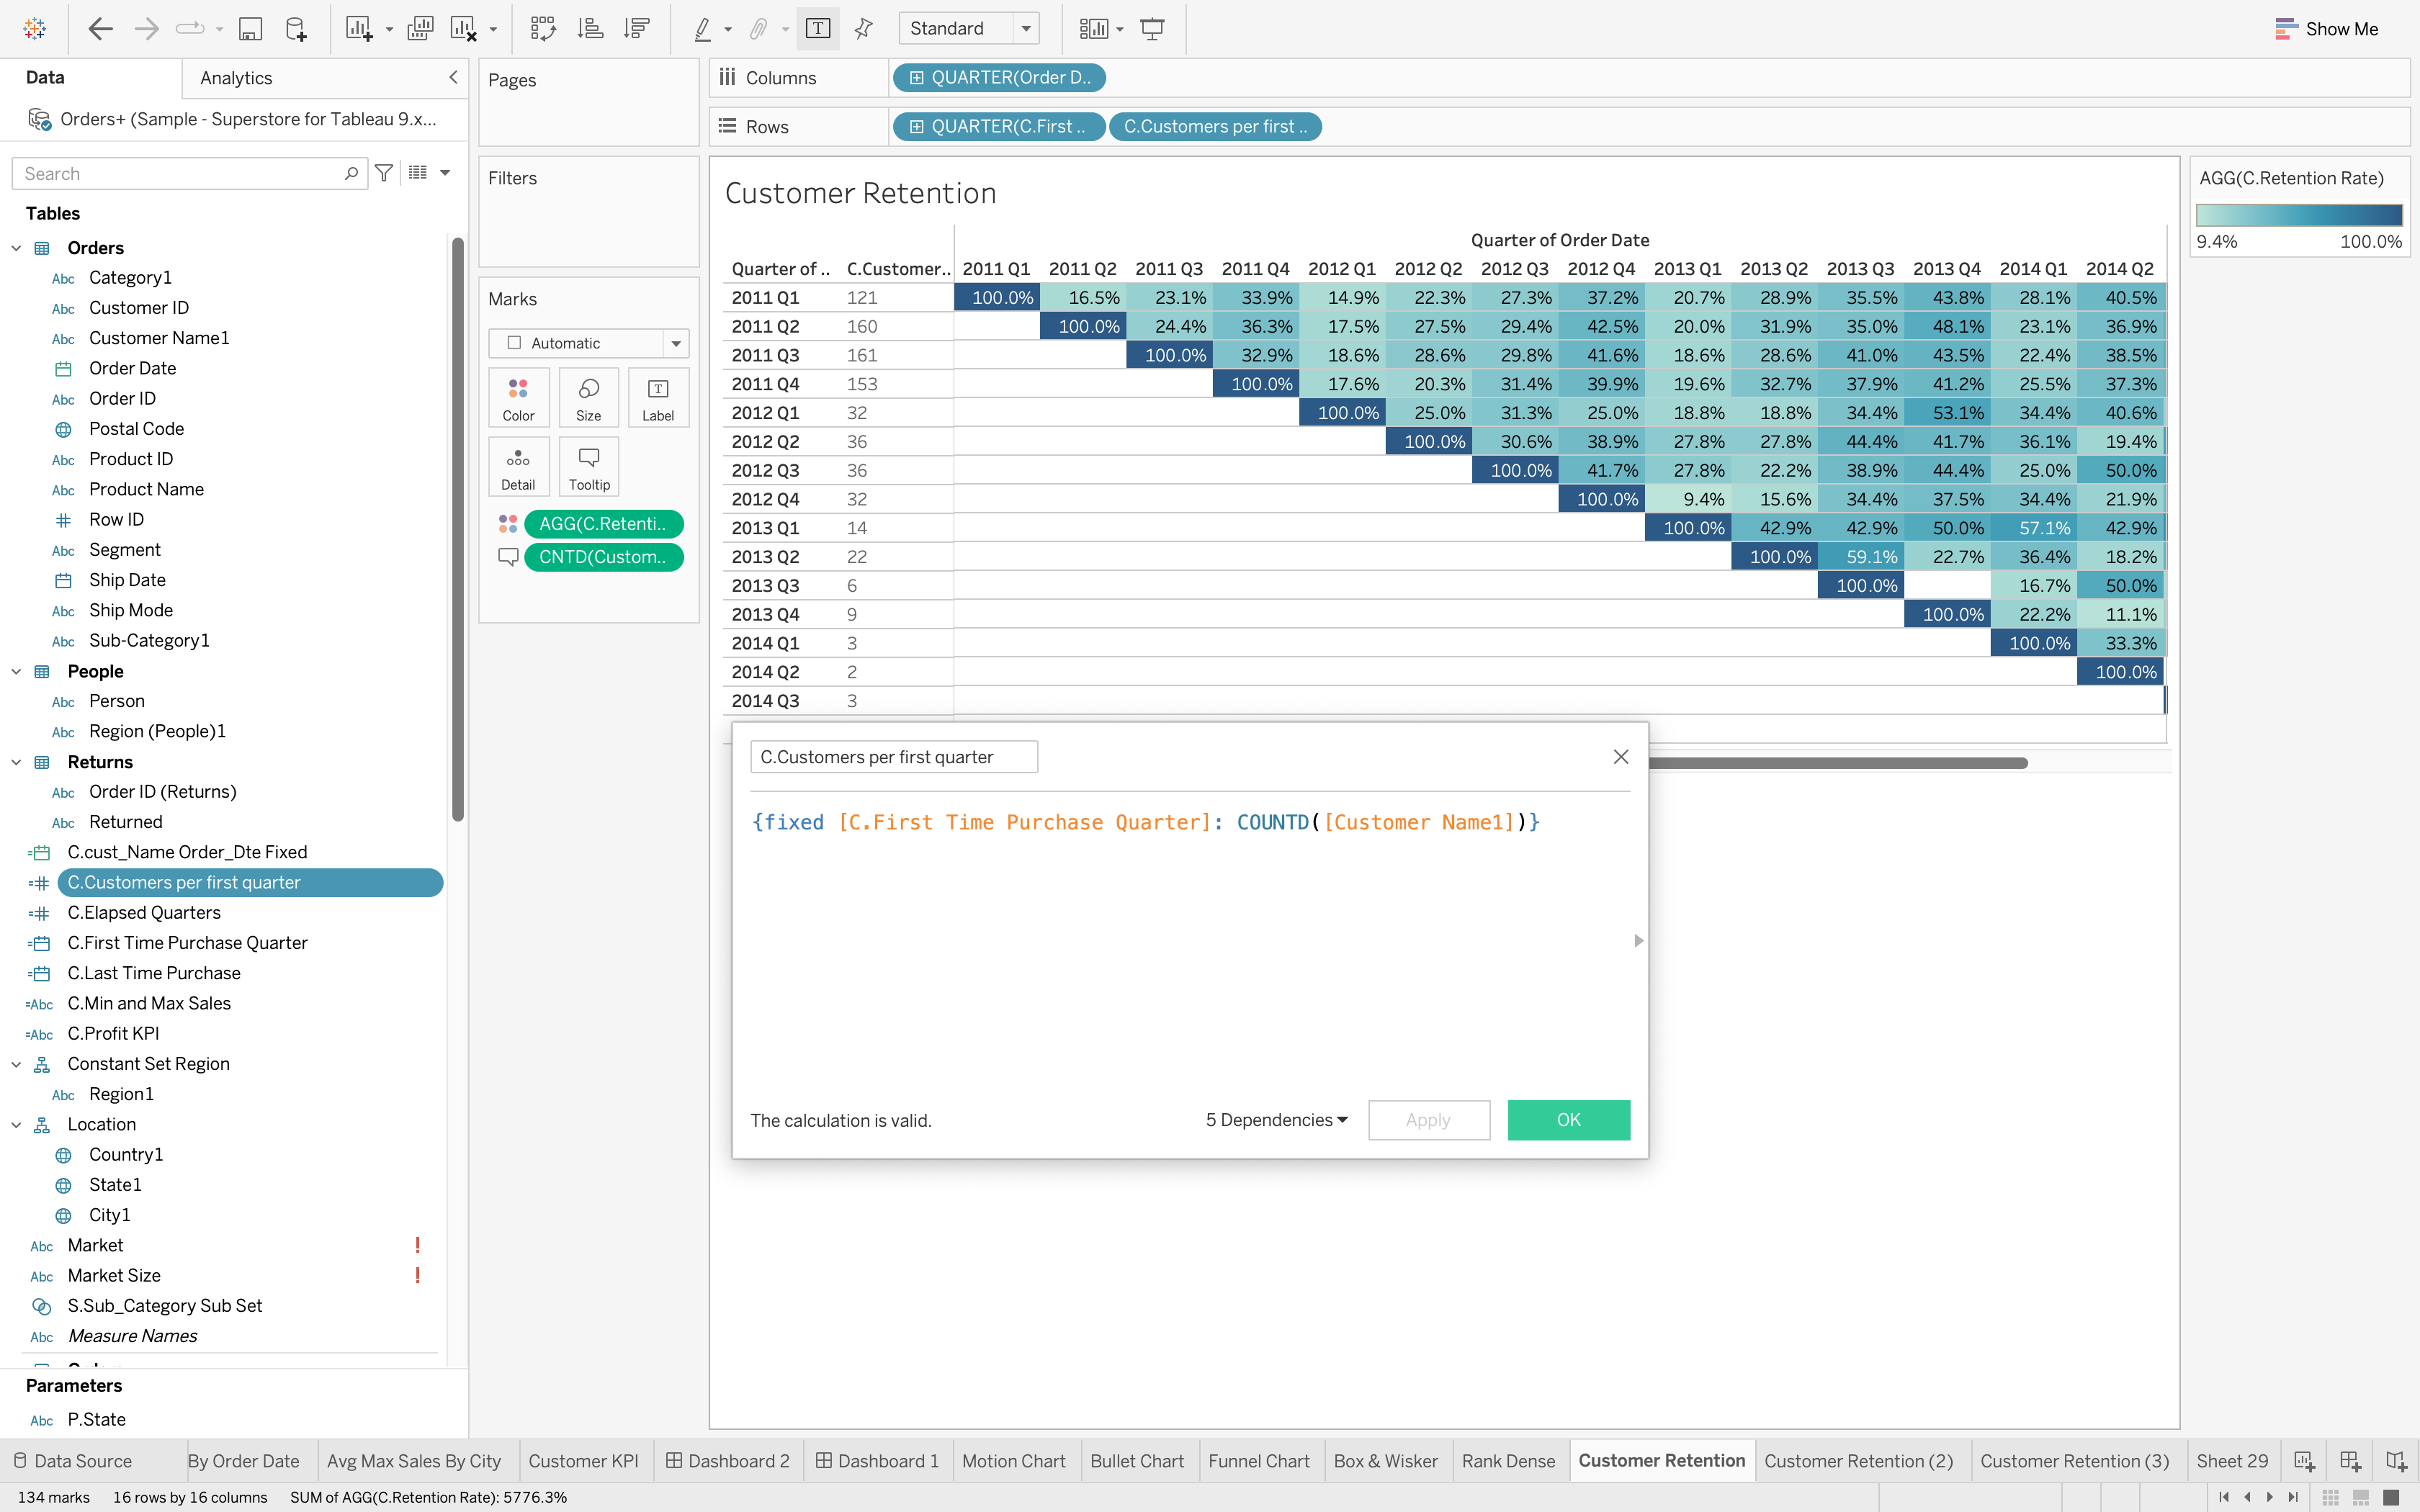 Standard
Show Me
Data
Analytics
Orders+ (Sample - Superstore for Tableau 9.x...
Search
Tables
Orders
Abc Category1
Abc Customer ID
Abc Customer Name1
Order Date
Abc Order ID
Postal Code
Abc Product ID
Abc Product Name
Row ID
Abc Segment
Ship Date
Abc Ship Mode
Abc Sub-Category1
People
Abc Person
Abc Region (People)1
Returns
Abc Order ID (Returns)
Abc Returned
C.cust_Name Order_Dte Fixed
C.Customers per first quarter
C.Elapsed Quarters
C.First Time Purchase Quarter
C.Last Time Purchase
=Abc C.Min and Max Sales
=Abc C.Profit KPI
Constant Set Region
Abc Region1
Location
Country1
State1
City1
Abc Market !
Abc Market Size !
S.Sub_Category Sub Set
Abc Measure Names
Parameters
Abc P.State
Pages
Filters
Marks
Automatic
Color Size Label
Detail Tooltip
AGG(C.Retenti..
CNTD(Custom..
Columns QUARTER(Order D..
Rows QUARTER(C.First .. C.Customers per first ..
Customer Retention
Quarter of Order Date
Quarter of .. C.Customer.. 2011 Q1 2011 Q2 2011 Q3 2011 Q4 2012 Q1 2012 Q2 2012 Q3 2012 Q4 2013 Q1 2013 Q2 2013 Q3 2013 Q4 2014 Q1 2014 Q2
2011 Q1 121 100.0% 16.5% 23.1% 33.9% 14.9% 22.3% 27.3% 37.2% 20.7% 28.9% 35.5% 43.8% 28.1% 40.5%
2011 Q2 160 100.0% 24.4% 36.3% 17.5% 27.5% 29.4% 42.5% 20.0% 31.9% 35.0% 48.1% 23.1% 36.9%
2011 Q3 161 100.0% 32.9% 18.6% 28.6% 29.8% 41.6% 18.6% 28.6% 41.0% 43.5% 22.4% 38.5%
2011 Q4 153 100.0% 17.6% 20.3% 31.4% 39.9% 19.6% 32.7% 37.9% 41.2% 25.5% 37.3%
2012 Q1 32 100.0% 25.0% 31.3% 25.0% 18.8% 18.8% 34.4% 53.1% 34.4% 40.6%
2012 Q2 36 100.0% 30.6% 38.9% 27.8% 27.8% 44.4% 41.7% 36.1% 19.4%
2012 Q3 36 100.0% 41.7% 27.8% 22.2% 38.9% 44.4% 25.0% 50.0%
2012 Q4 32 100.0% 9.4% 15.6% 34.4% 37.5% 34.4% 21.9%
2013 Q1 14 100.0% 42.9% 42.9% 50.0% 57.1% 42.9%
2013 Q2 22 100.0% 59.1% 22.7% 36.4% 18.2%
2013 Q3 6 100.0% 16.7% 50.0%
2013 Q4 9 100.0% 22.2% 11.1%
2014 Q1 3 100.0% 33.3%
2014 Q2 2 100.0%
2014 Q3 3
AGG(C.Retention Rate)
9.4% 100.0%
C.Customers per first quarter
{fixed [C.First Time Purchase Quarter]: COUNTD([Customer Name1])}
The calculation is valid.
5 Dependencies
Apply
OK
Data Source By Order Date Avg Max Sales By City Customer KPI Dashboard 2 Dashboard 1 Motion Chart Bullet Chart Funnel Chart Box & Wisker Rank Dense Customer Retention Customer Retention (2) Customer Retention (3) Sheet 29
134 marks 16 rows by 16 columns SUM of AGG(C.Retention Rate): 5776.3%